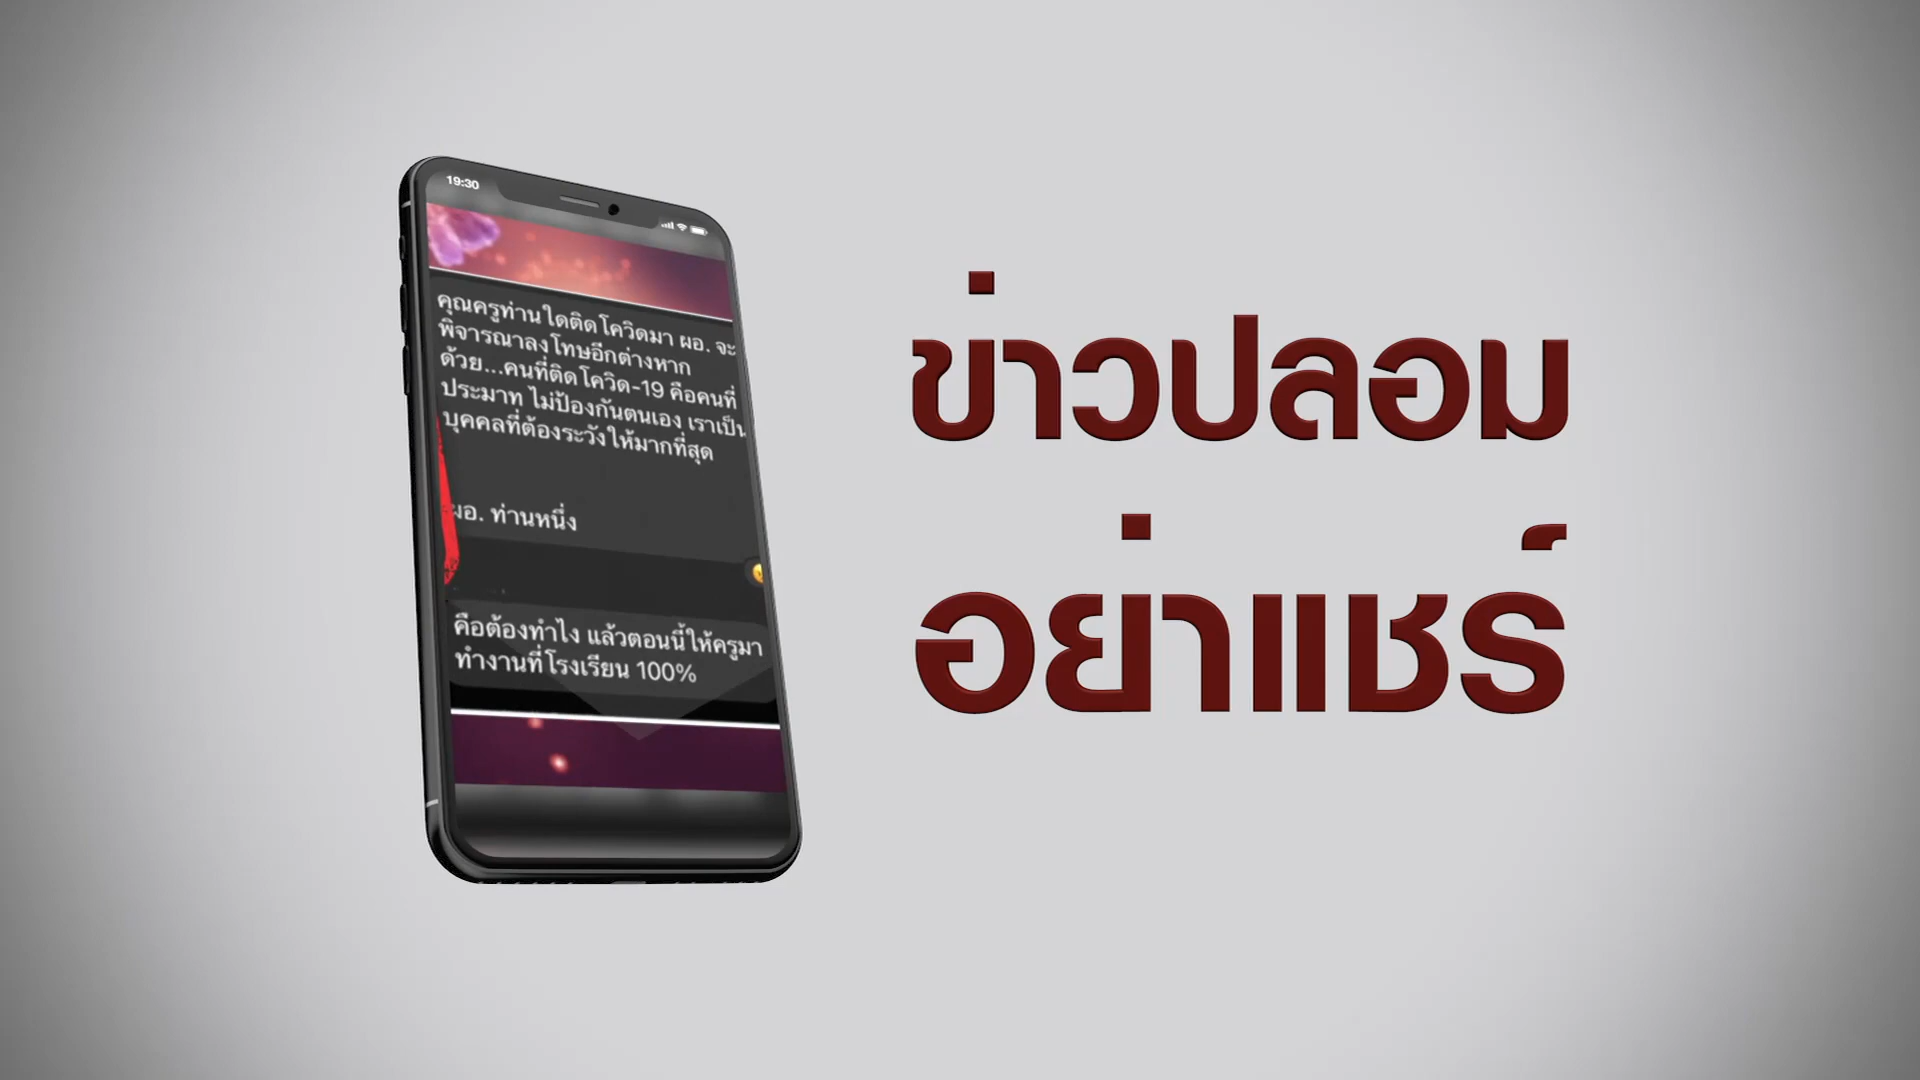 19:30
คุณครูท่านใดติดโควิดมา ผอ. จะ
พิจารณาลงโทษอีกต่างหาก
ด้วย...คนที่ติดโควิด-19 คือคนที่
ประมาท ไม่ป้องกันตนเอง เราเป็น
บุคคลที่ต้องระวังให้มากที่สุด
ผอ. ท่านหนึ่ง
คือต้องทำไง แล้วตอนนี้ให้ครูมา
ทำงานที่โรงเรียน 100%
ข่าวปลอม
อย่าแชร์